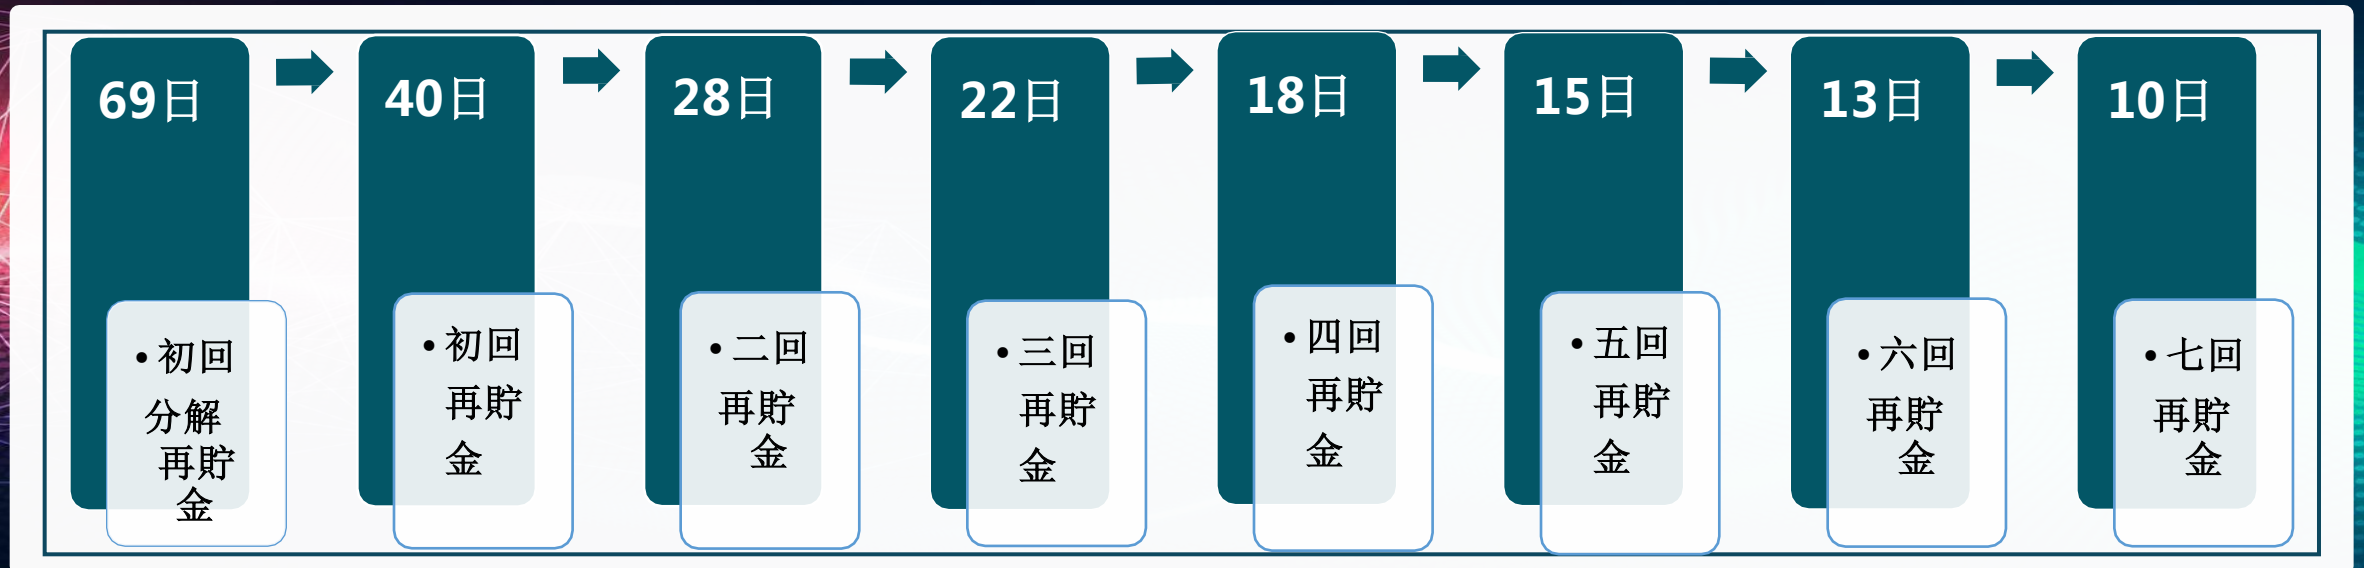 69日
• 初回
分解
再貯
金
40日
• 初回
再貯
金
28日
• 二回
再貯
金
22日
• 三回
再貯
金
18日
• 四回
再貯
金
15日
• 五回
再貯
金
13日
• 六回
再貯
金
10日
• 七回
再貯
金